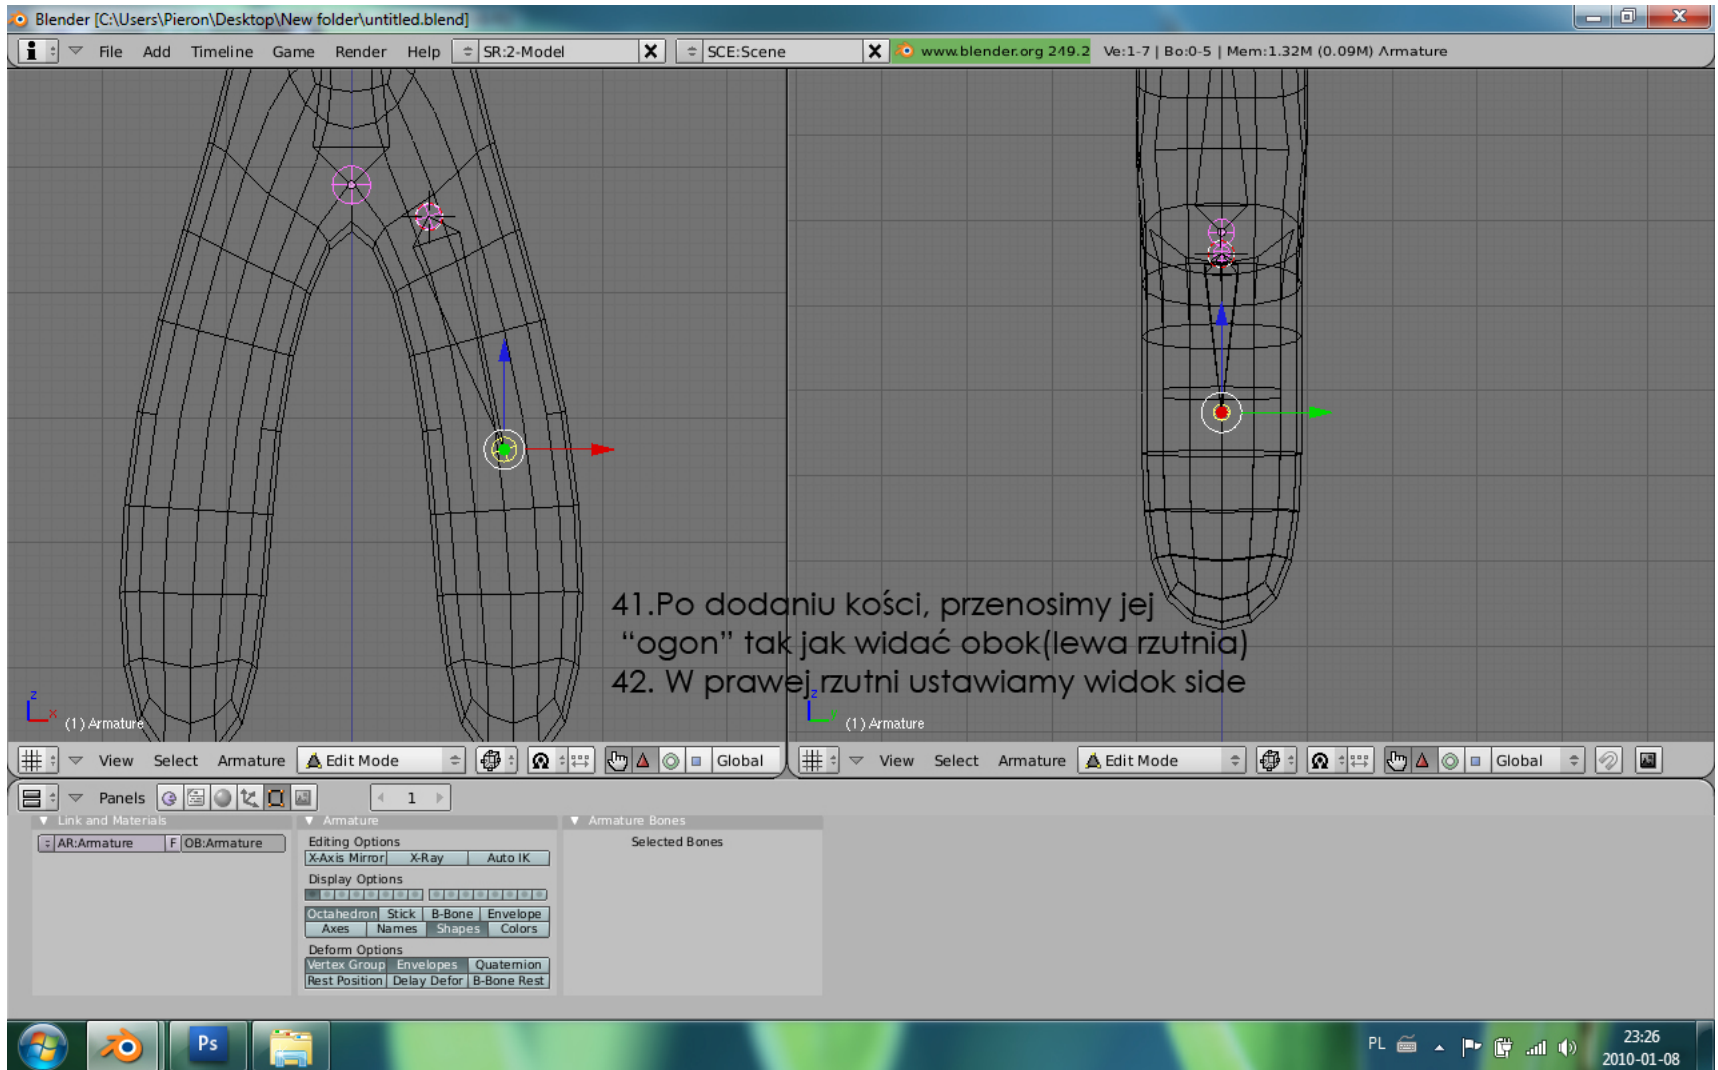 Blender [C:\Users\Pieron\Desktop\New folder\untitled.blend]
File Add Timeline Game Render Help SR:2-Model X SCE:Scene X www.blender.org 249.2 Ve:1-7 | Bo:0-5 | Mem:1.32M (0.09M) Armature
41.Po dodaniu kości, przenosimy jej
“ogon” tak jak widać obok(lewa rzutnia)
42. W prawej rzutni ustawiamy widok side
z x (1) Armature
z y (1) Armature
View Select Armature Edit Mode Global
View Select Armature Edit Mode Global
Panels 1
Link and Materials
AR:Armature F OB:Armature
Armature
Editing Options
X-Axis Mirror X-Ray Auto IK
Display Options
Octahedron Stick B-Bone Envelope
Axes Names Shapes Colors
Deform Options
Vertex Group Envelopes Quaternion
Rest Position Delay Defor B-Bone Rest
Armature Bones
Selected Bones
Ps
PL
23:26
2010-01-08